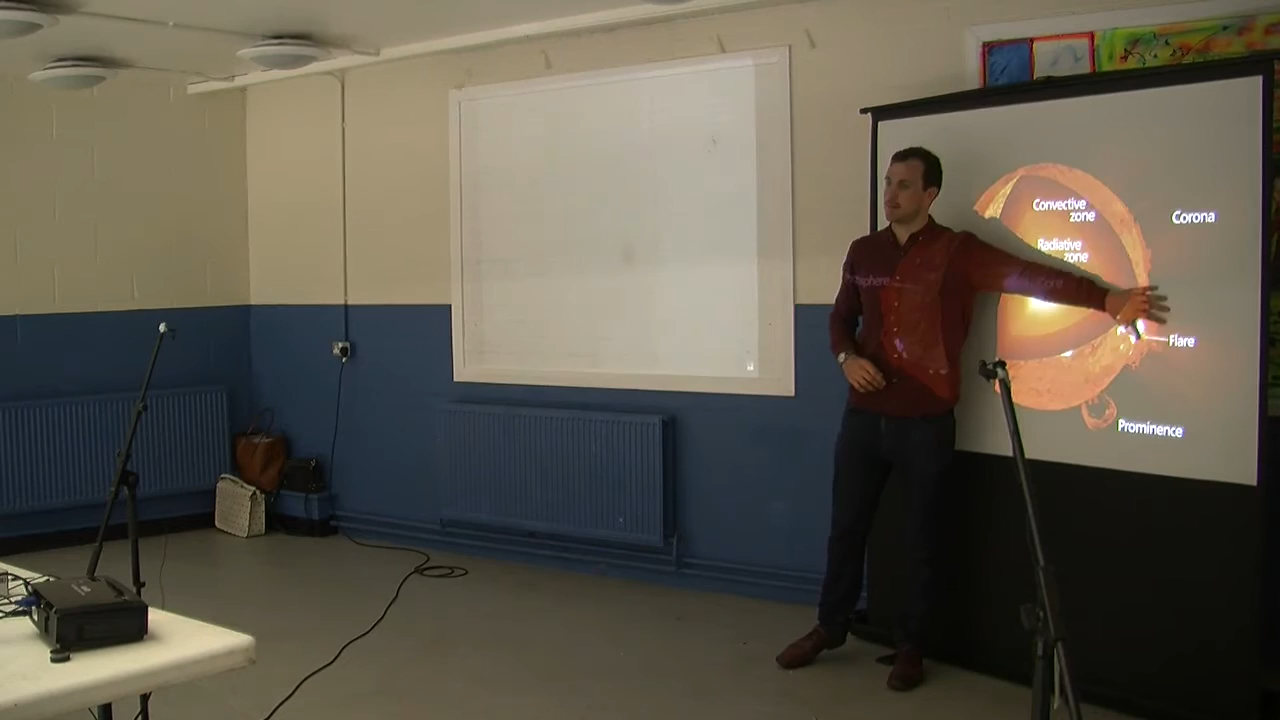 Convective
zone
Corona
Radiative
zone
Flare
Prominence